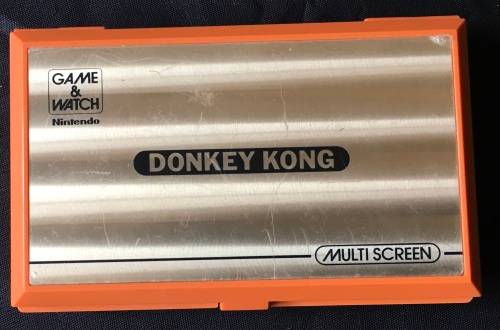 GAME
&
WATCH
Nintendo
DONKEY KONG
MULTI SCREEN